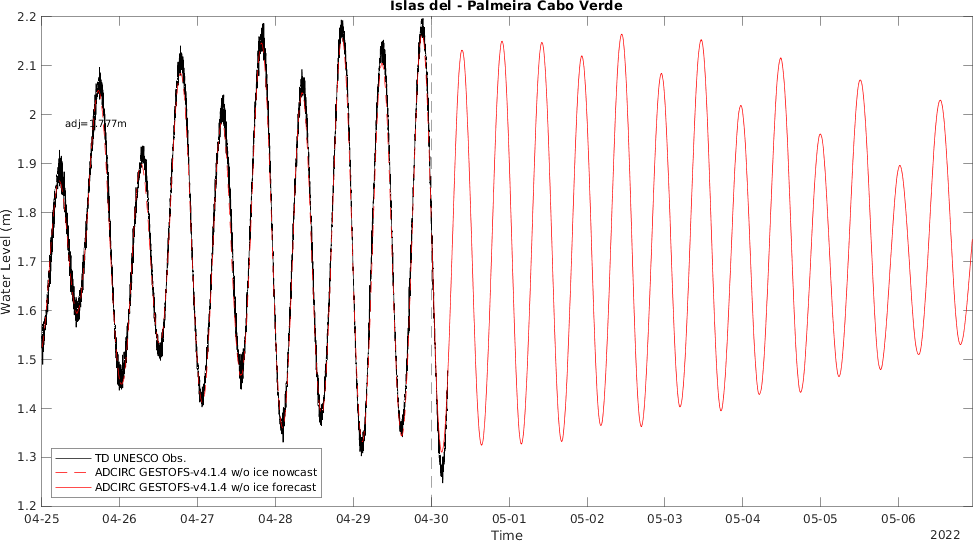 Islas del - Palmeira Cabo Verde
2.2
2.1
2
1.9
1.8
1.7
1.6
1.5
1.4
1.3
1.2
Water Level (m)
adj=1.777m
TD UNESCO Obs.
ADCIRC GESTOFS-v4.1.4 w/o ice nowcast
ADCIRC GESTOFS-v4.1.4 w/o ice forecast
04-25 04-26 04-27 04-28 04-29 04-30 05-01 05-02 05-03 05-04 05-05 05-06
Time
2022